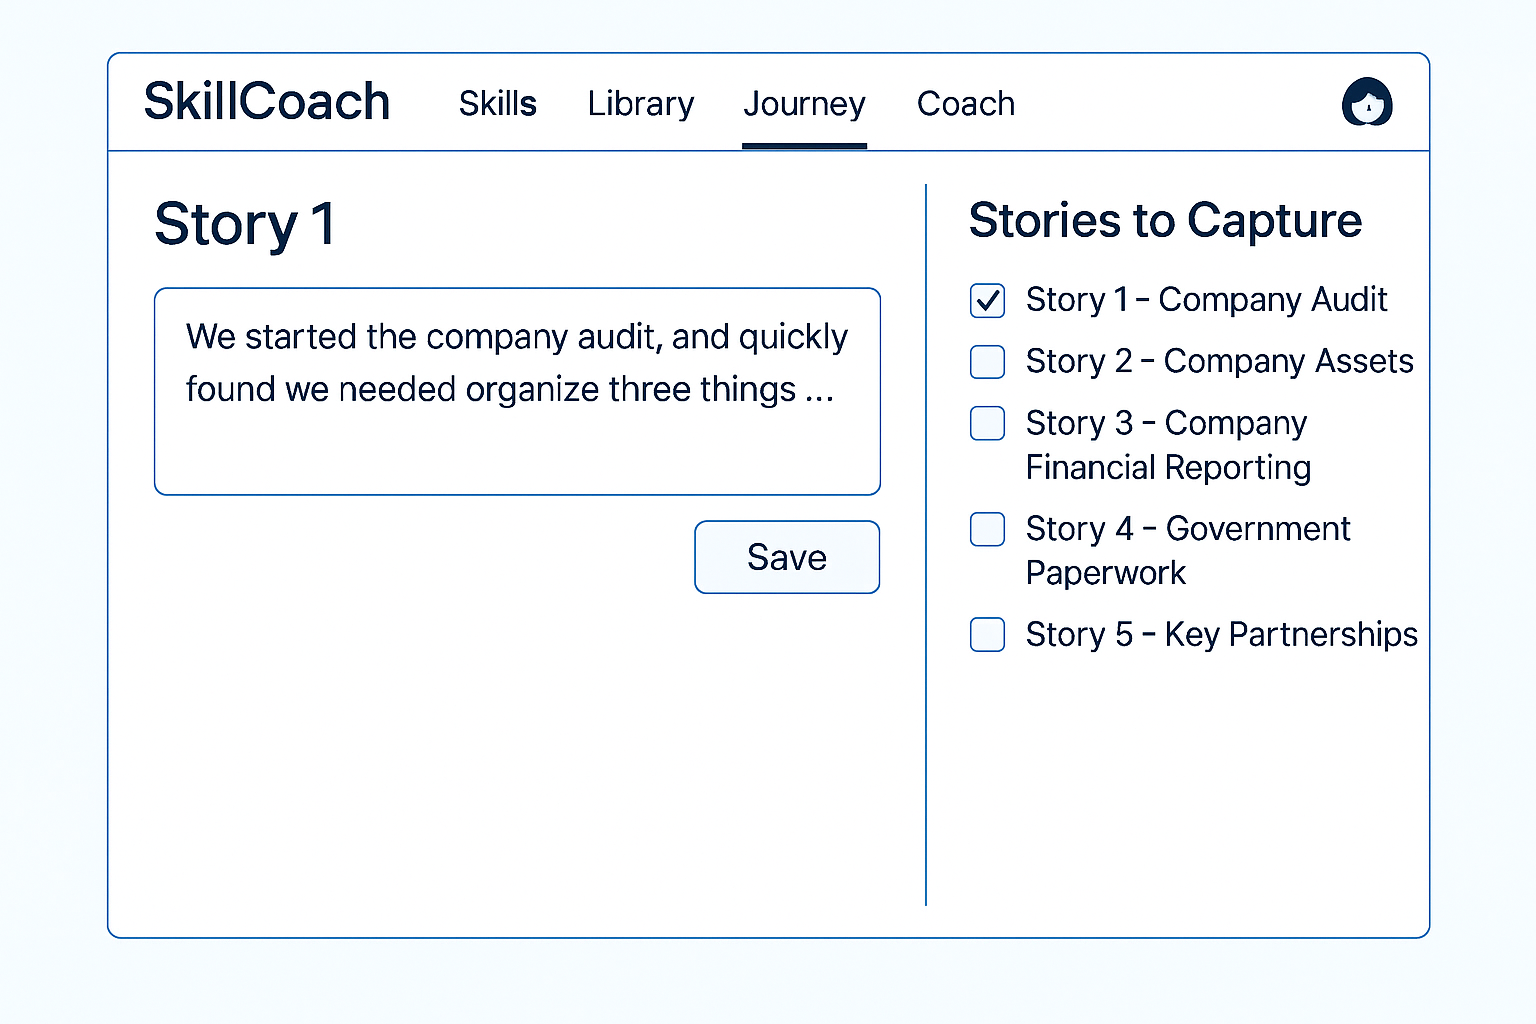 SkillCoach Skills Library Journey Coach
Story 1
We started the company audit, and quickly
found we needed organize three things ...
Save
Stories to Capture
Story 1 – Company Audit
Story 2 – Company Assets
Story 3 – Company
Financial Reporting
Story 4 – Government
Paperwork
Story 5 – Key Partnerships